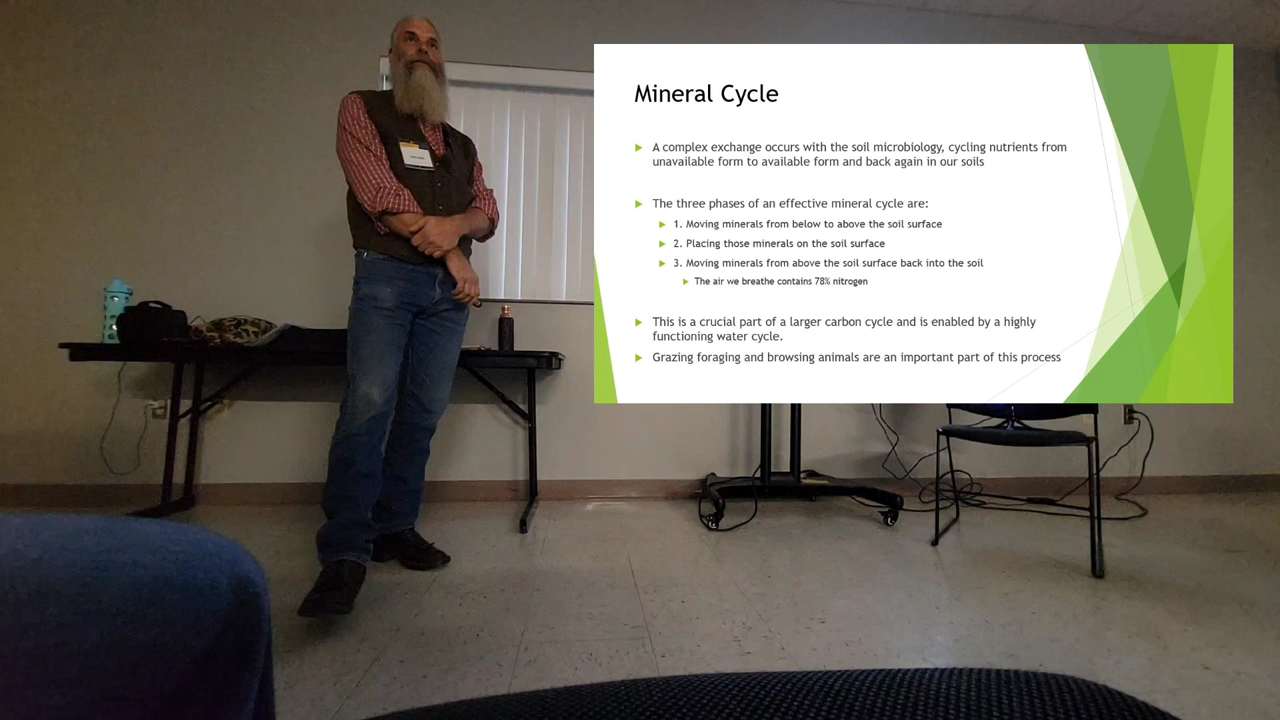 Mineral Cycle
A complex exchange occurs with the soil microbiology, cycling nutrients from
unavailable form to available form and back again in our soils
The three phases of an effective mineral cycle are:
1. Moving minerals from below to above the soil surface
2. Placing those minerals on the soil surface
3. Moving minerals from above the soil surface back into the soil
The air we breathe contains 78% nitrogen
This is a crucial part of a larger carbon cycle and is enabled by a highly
functioning water cycle.
Grazing foraging and browsing animals are an important part of this process